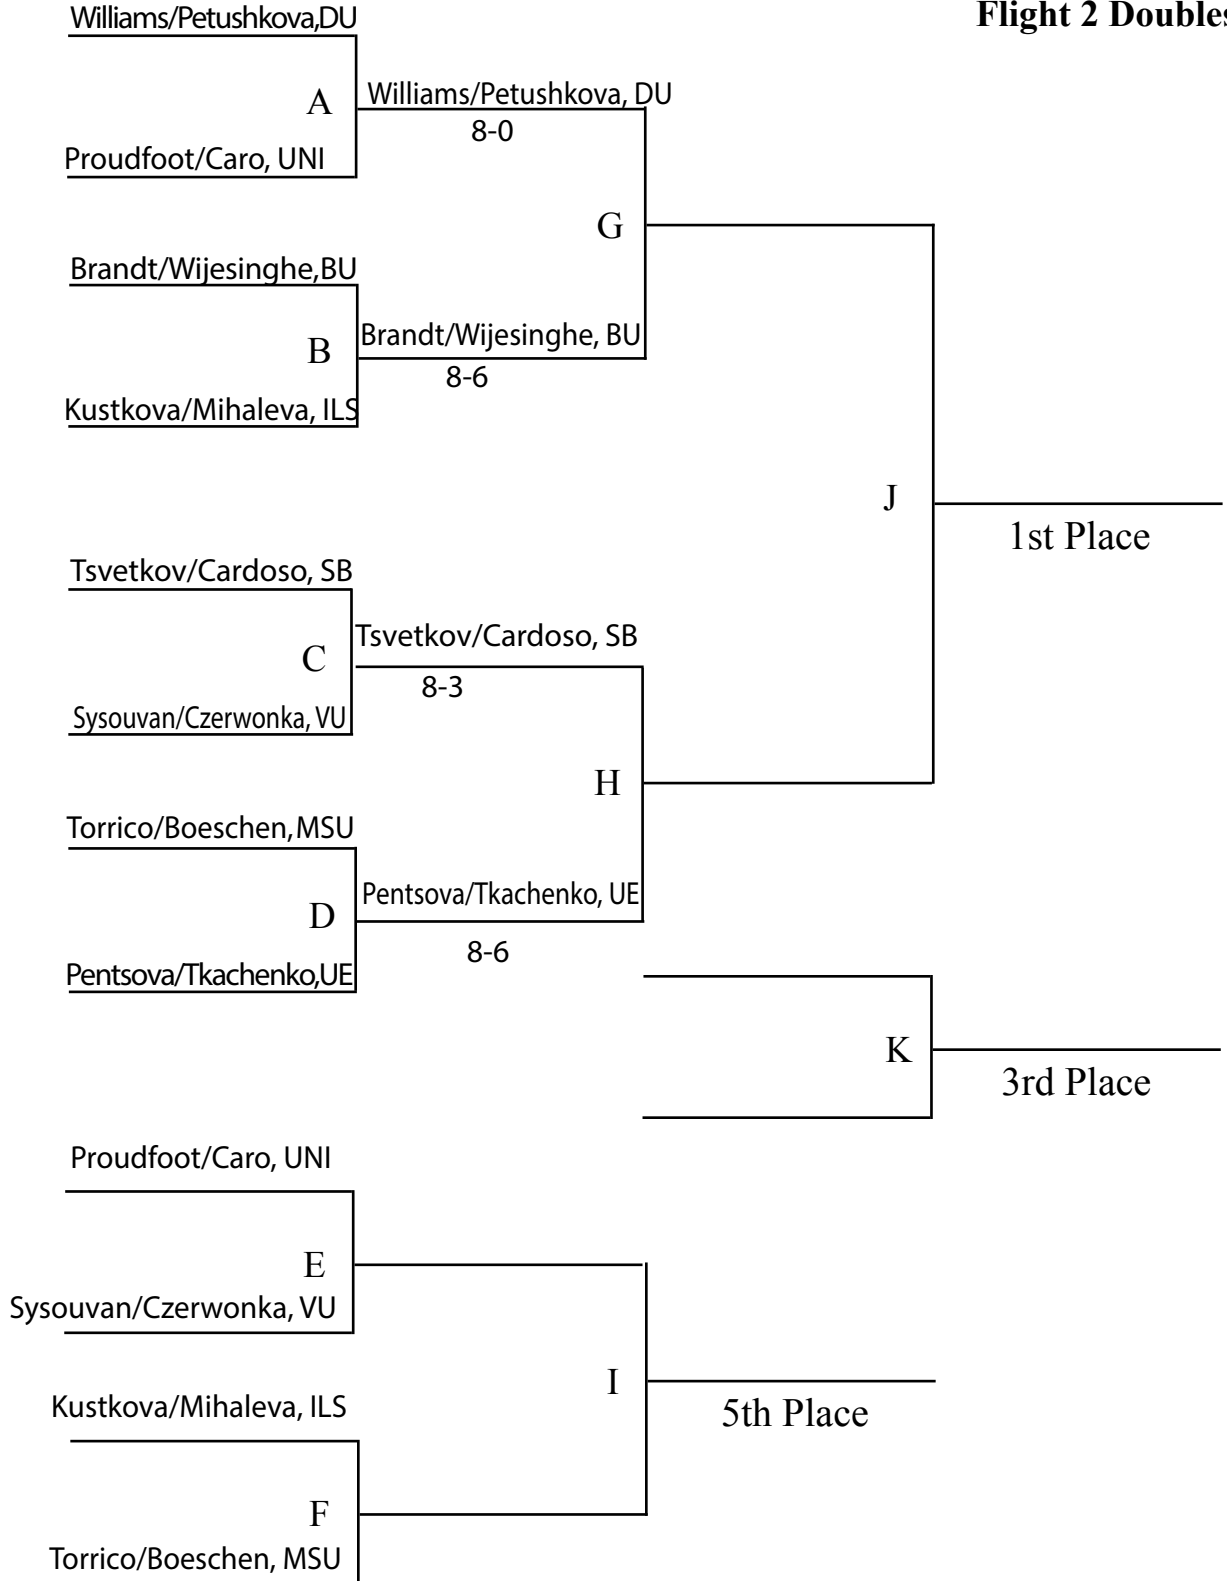 Flight 2 Doubles
Williams/Petushkova,DU
A
Williams/Petushkova, DU
8-0
Proudfoot/Caro, UNI
G
Brandt/Wijesinghe,BU
B
Brandt/Wijesinghe, BU
8-6
Kustkova/Mihaleva, ILS
J
1st Place
Tsvetkov/Cardoso, SB
C
Tsvetkov/Cardoso, SB
8-3
Sysouvan/Czerwonka, VU
H
Torrico/Boeschen, MSU
D
Pentsova/Tkachenko, UE
8-6
Pentsova/Tkachenko,UE
K
3rd Place
Proudfoot/Caro, UNI
E
Sysouvan/Czerwonka, VU
I
5th Place
Kustkova/Mihaleva, ILS
F
Torrico/Boeschen, MSU